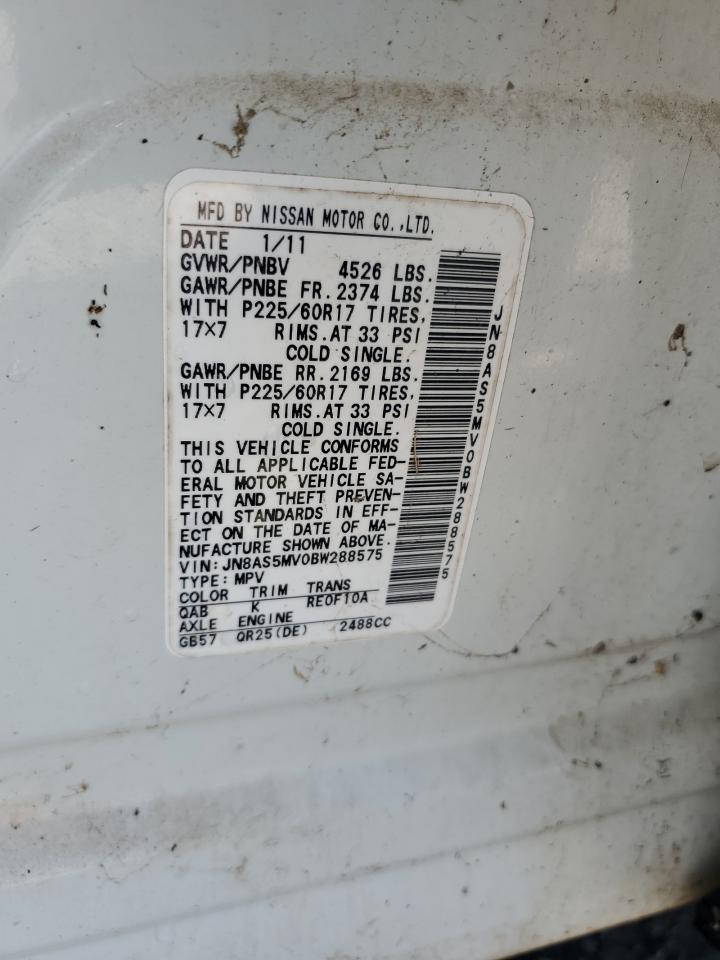 MFD BY NISSAN MOTOR CO.,LTD.
DATE 1/11
GVWR/PNBV 4526 LBS.
GAWR/PNBE FR. 2374 LBS.
WITH P225/60R17 TIRES,
17×7 RIMS.AT 33 PSI
COLD SINGLE.
GAWR/PNBE RR. 2169 LBS.
WITH P225/60R17 TIRES,
17×7 RIMS.AT 33 PSI
COLD SINGLE.
THIS VEHICLE CONFORMS
TO ALL APPLICABLE FED-
ERAL MOTOR VEHICLE SA-
FETY AND THEFT PREVEN-
TION STANDARDS IN EFF-
ECT ON THE DATE OF MA-
NUFACTURE SHOWN ABOVE.
VIN:JN8AS5MV0BW288575
TYPE:MPV
COLOR TRIM TRANS
QAB K RE0F10A
AXLE ENGINE
GB57 QR25(DE) 2488CC
JN8AS5MV0BW288575